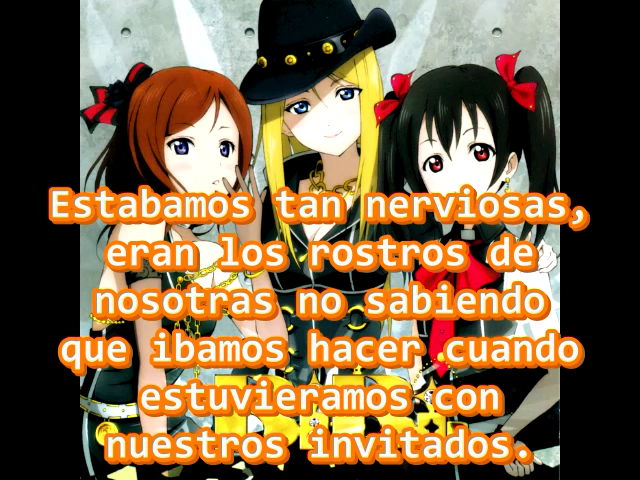 Estabamos tan nerviosas,
eran los rostros de
nosotras no sabiendo
que ibamos hacer cuando
estuvieramos con
nuestros invitados.